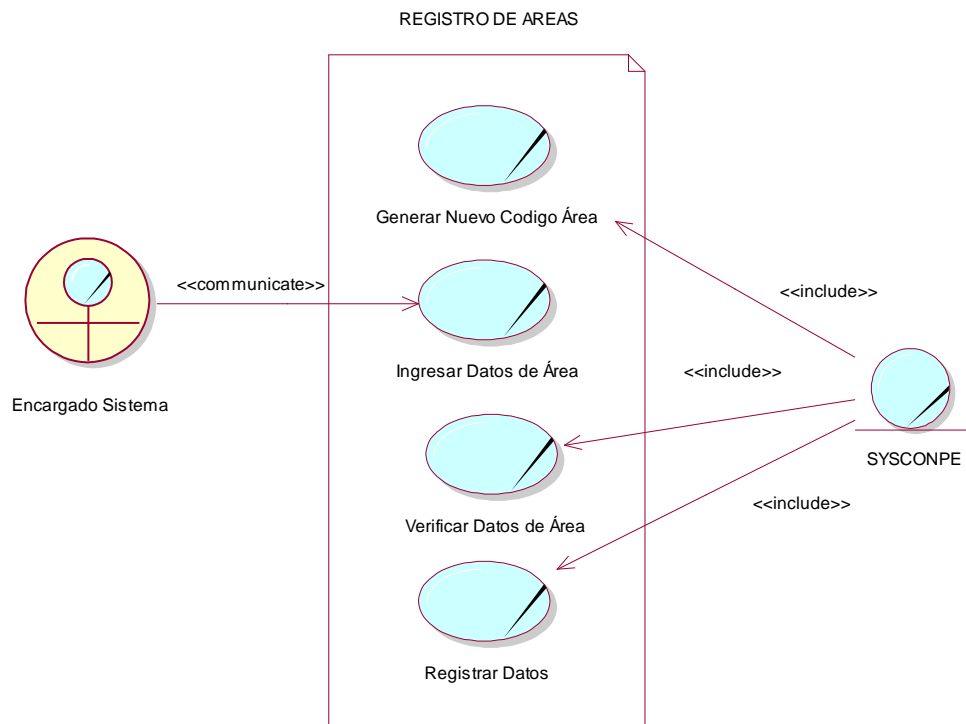 REGISTRO DE AREAS
Generar Nuevo Codigo Área
<<communicate>>
<<include>>
Ingresar Datos de Área
<<include>>
Encargado Sistema
SYSCONPE
<<include>>
Verificar Datos de Área
Registrar Datos